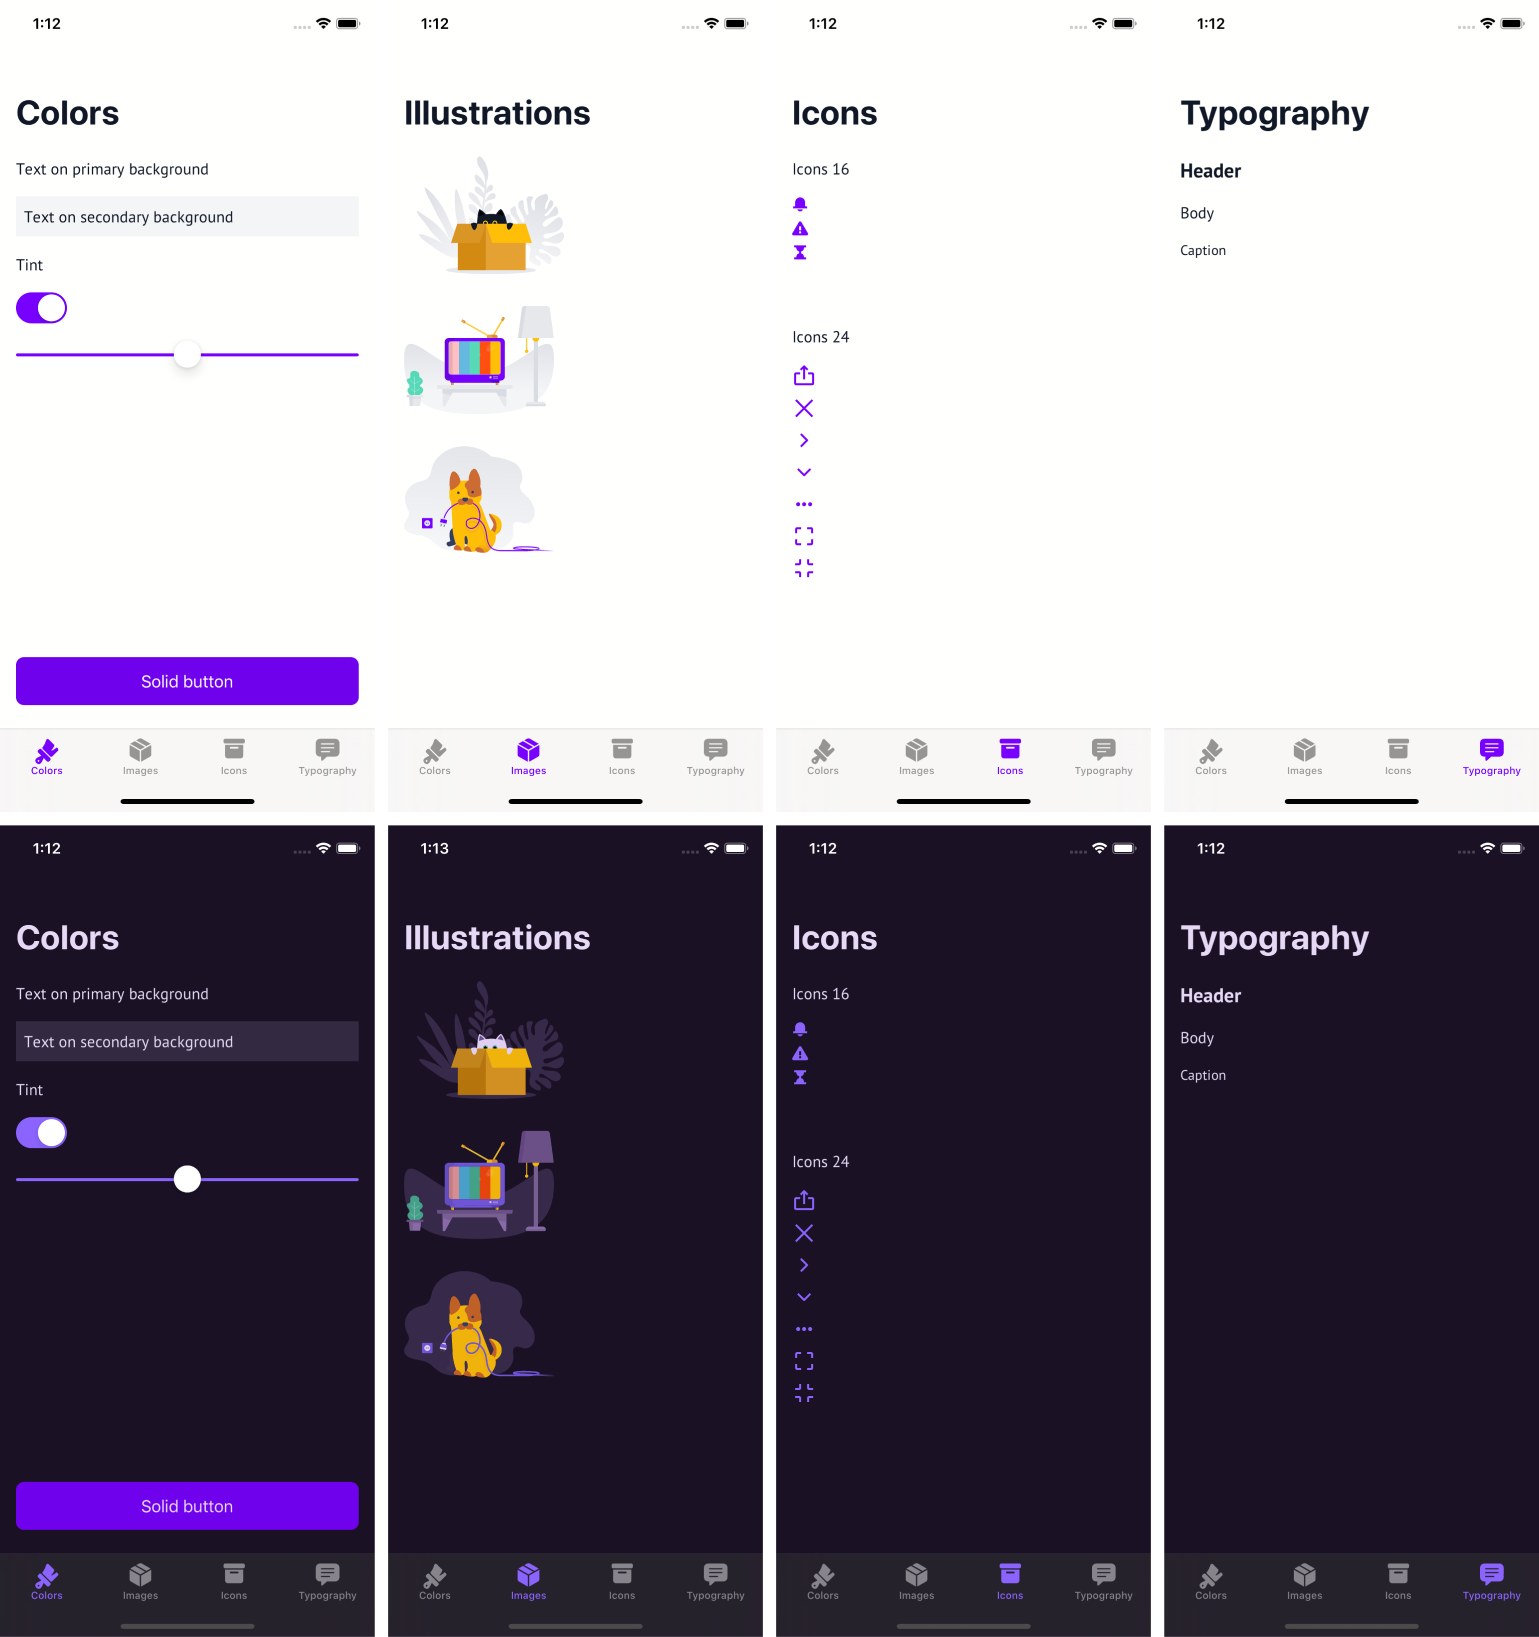 1:12
Colors
Text on primary background
Text on secondary background
Tint
Solid button
Colors Images Icons Typography
1:12
Illustrations
Colors Images Icons Typography
1:12
Icons
Icons 16
Icons 24
Colors Images Icons Typography
1:12
Typography
Header
Body
Caption
Colors Images Icons Typography
1:12
Colors
Text on primary background
Text on secondary background
Tint
Solid button
Colors Images Icons Typography
1:13
Illustrations
Colors Images Icons Typography
1:12
Icons
Icons 16
Icons 24
Colors Images Icons Typography
1:12
Typography
Header
Body
Caption
Colors Images Icons Typography